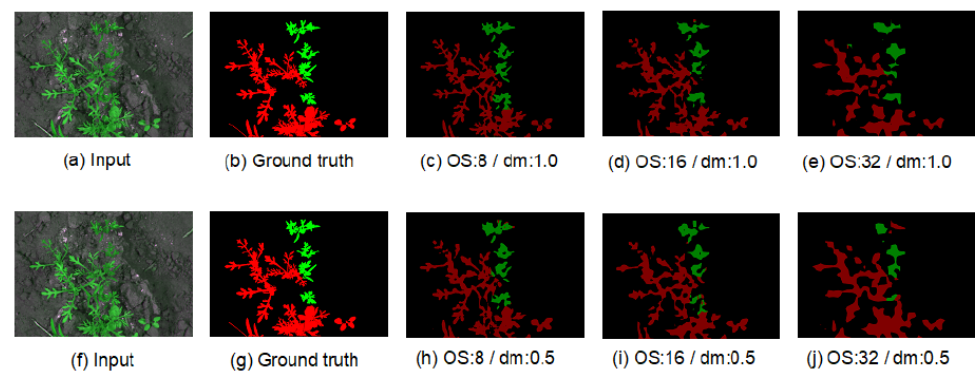 (a) Input
(b) Ground truth
(c) OS:8 / dm:1.0
(d) OS:16 / dm:1.0
(e) OS:32 / dm:1.0
(f) Input
(g) Ground truth
(h) OS:8 / dm:0.5
(i) OS:16 / dm:0.5
(j) OS:32 / dm:0.5